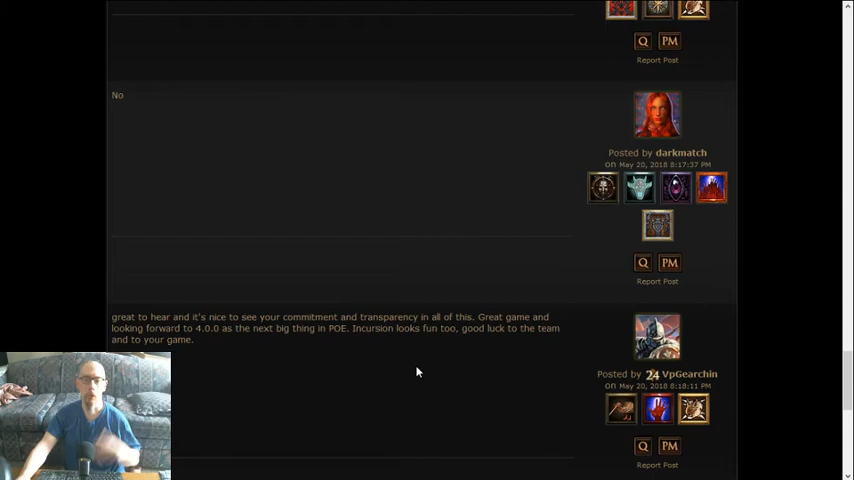 Q PM
Report Post
No
Posted by darkmatch
on May 20, 2018 8:17:37 PM
Q PM
Report Post
great to hear and it's nice to see your commitment and transparency in all of this. Great game and
looking forward to 4.0.0 as the next big thing in POE. Incursion looks fun too, good luck to the team
and to your game.
Posted by 24 VpGearchin
on May 20, 2018 8:18:11 PM
Q PM
Report Post